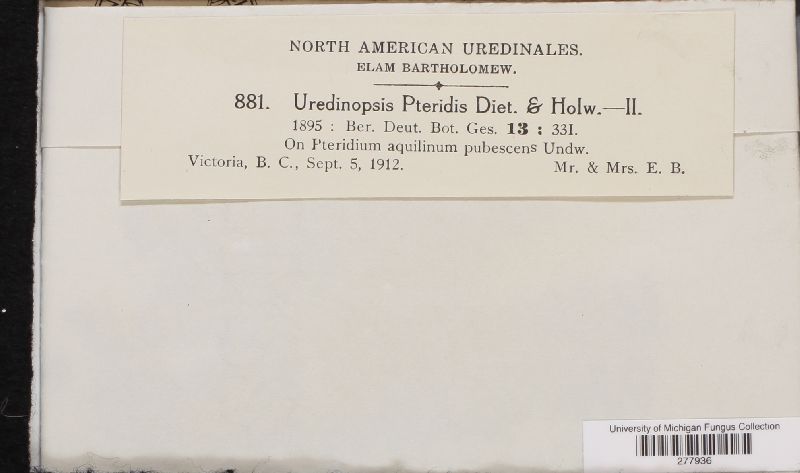 NORTH AMERICAN UREDINALES.
ELAM BARTHOLOMEW.
881. Uredinopsis Pteridis Diet. & Holw.—II.
1895 : Ber. Deut. Bot. Ges. 13 : 331.
On Pteridium aquilinum pubescens Undw.
Victoria, B. C., Sept. 5, 1912. Mr. & Mrs. E. B.
University of Michigan Fungus Collection
277936